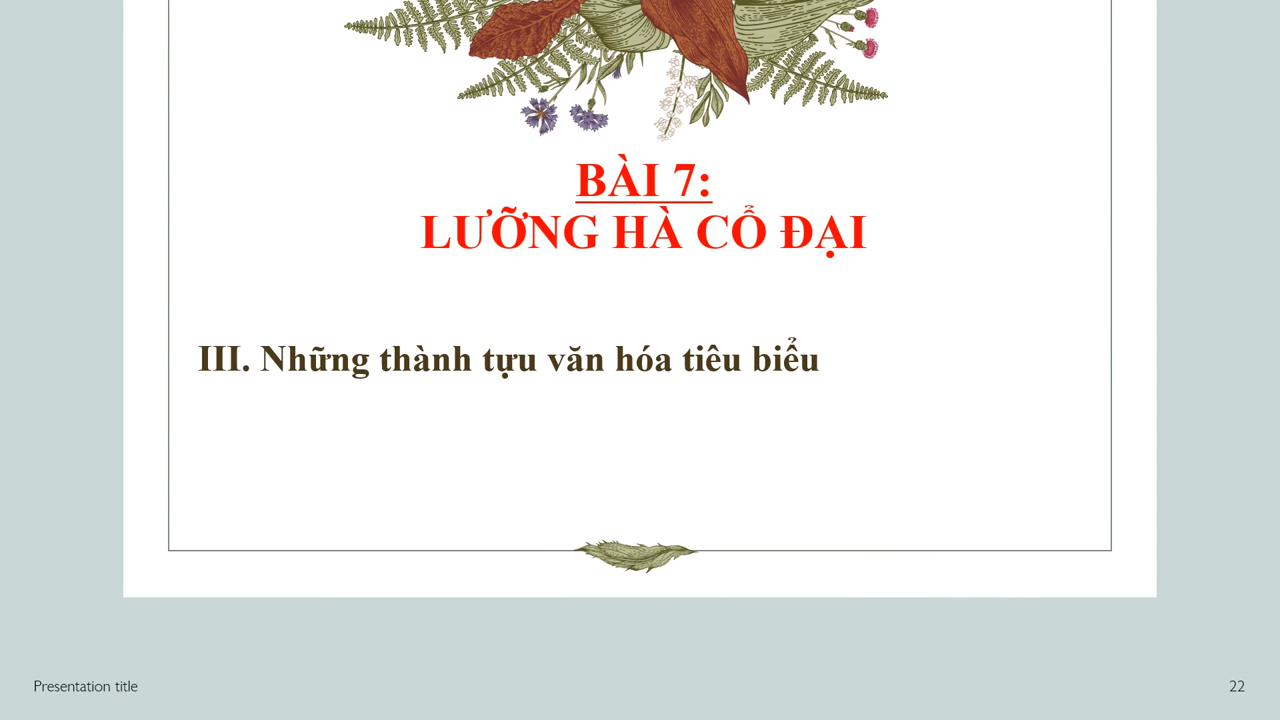 BÀI 7:
LƯỠNG HÀ CỔ ĐẠI
III. Những thành tựu văn hóa tiêu biểu
Presentation title
22